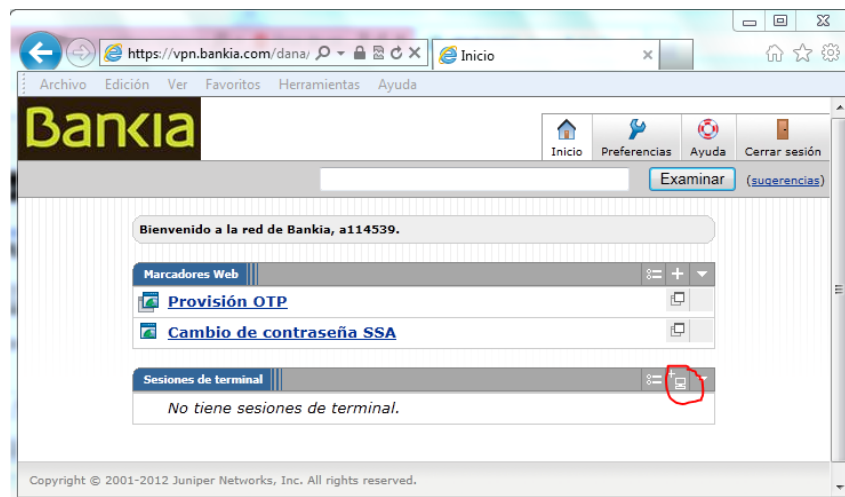 https://vpn.bankia.com/dana/ Inicio
Archivo Edición Ver Favoritos Herramientas Ayuda
Bankia
Inicio Preferencias Ayuda Cerrar sesión
Examinar (sugerencias)
Bienvenido a la red de Bankia, a114539.
Marcadores Web
Provisión OTP
Cambio de contraseña SSA
Sesiones de terminal
No tiene sesiones de terminal.
Copyright © 2001-2012 Juniper Networks, Inc. All rights reserved.